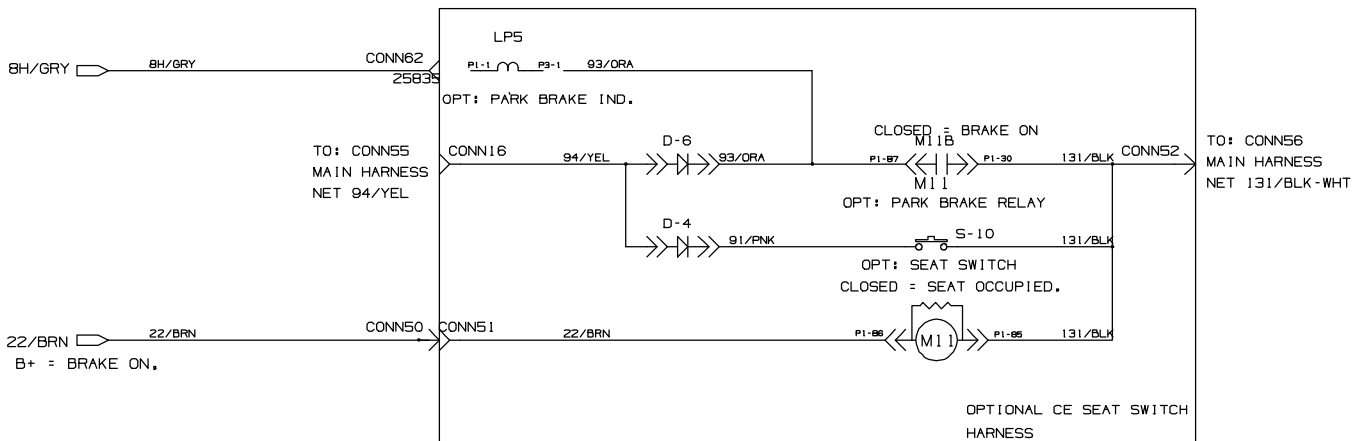 LP5
CONN62
8H/GRY
8H/GRY
P1-1
P3-1
93/ORA
25835
OPT: PARK BRAKE IND.
CLOSED = BRAKE ON
TO: CONN55
MAIN HARNESS
NET 94/YEL
CONN16
94/YEL
D-6
93/ORA
P1-87
M11B
M11
P1-30
131/BLK
CONN52
TO: CONN56
MAIN HARNESS
NET 131/BLK-WHT
OPT: PARK BRAKE RELAY
D-4
91/PNK
S-10
131/BLK
OPT: SEAT SWITCH
CLOSED = SEAT OCCUPIED.
22/BRN
22/BRN
CONN50
CONN51
22/BRN
P1-86
M11
P1-85
131/BLK
B+ = BRAKE ON.
OPTIONAL CE SEAT SWITCH
HARNESS